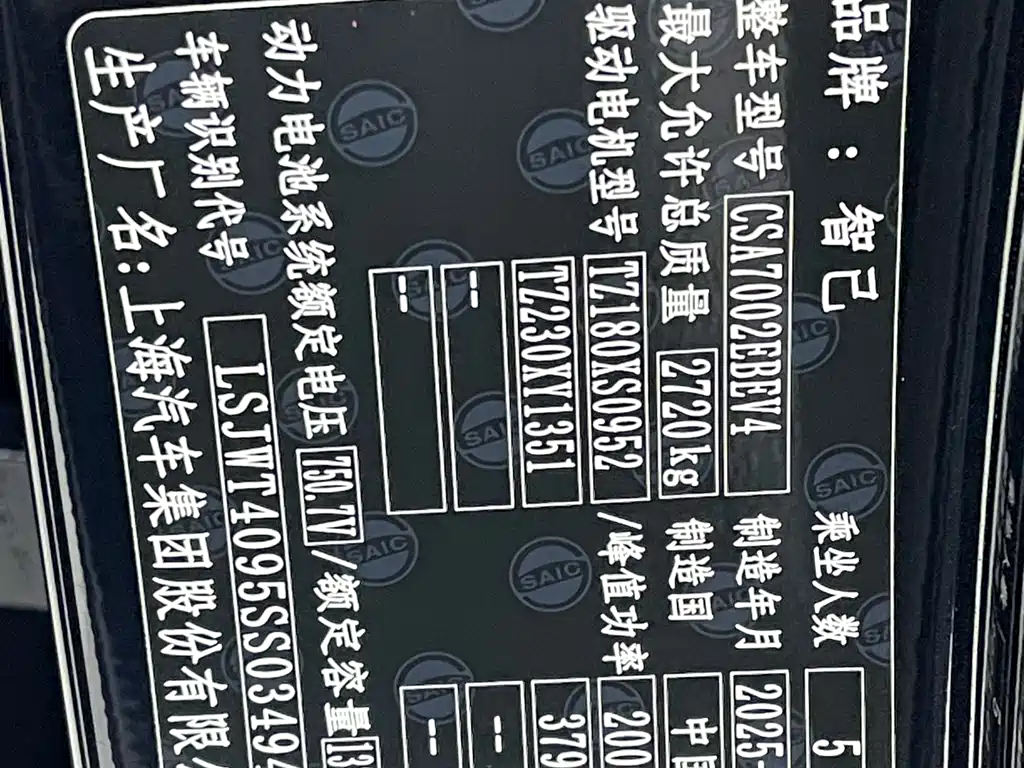 品牌：智己 乘坐人数 5
整车型号 CSA7002EBEV4 制造年月 2025-
最大允许总质量 2720kg 制造国 中国
驱动电机型号 TZ180XS0952 /峰值功率 200
TZ230XY1351 379
-- --
-- --
动力电池系统额定电压 750.7V /额定容量 13
车辆识别代号 LSJWT4095SS0349
生产厂名：上海汽车集团股份有限
SAIC